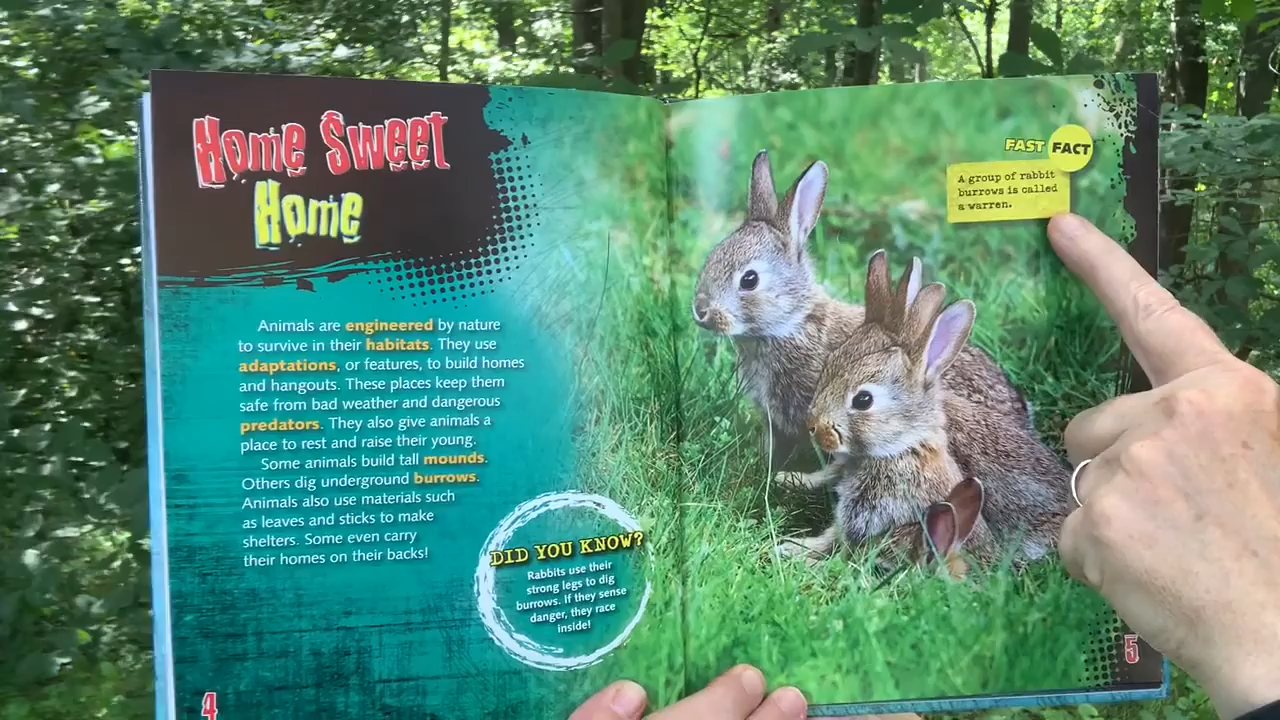 Home Sweet
Home
Animals are engineered by nature
to survive in their habitats. They use
adaptations, or features, to build homes
and hangouts. These places keep them
safe from bad weather and dangerous
predators. They also give animals a
place to rest and raise their young.
Some animals build tall mounds.
Others dig underground burrows.
Animals also use materials such
as leaves and sticks to make
shelters. Some even carry
their homes on their backs!
DID YOU KNOW?
Rabbits use their
strong legs to dig
burrows. If they sense
danger, they race
inside!
4
FAST FACT
A group of rabbit
burrows is called
a warren.
5